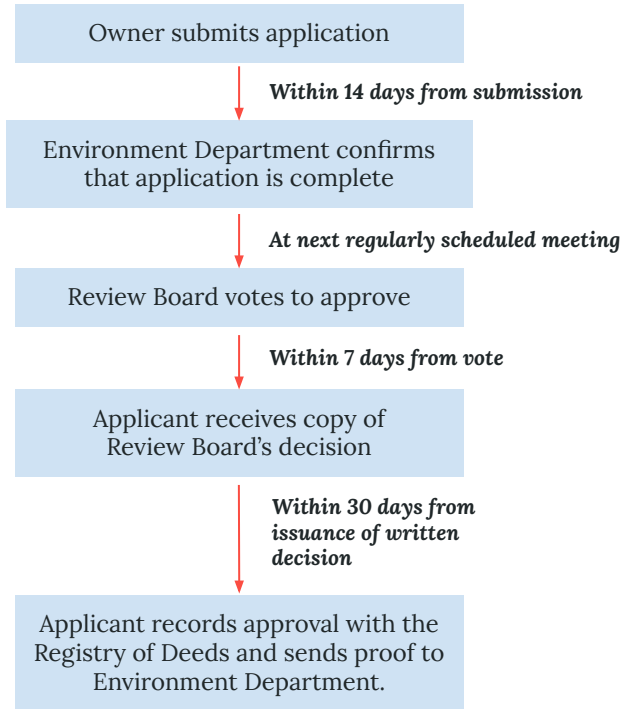 Owner submits application
Within 14 days from submission
Environment Department confirms
that application is complete
At next regularly scheduled meeting
Review Board votes to approve
Within 7 days from vote
Applicant receives copy of
Review Board’s decision
Within 30 days from
issuance of written
decision
Applicant records approval with the
Registry of Deeds and sends proof to
Environment Department.